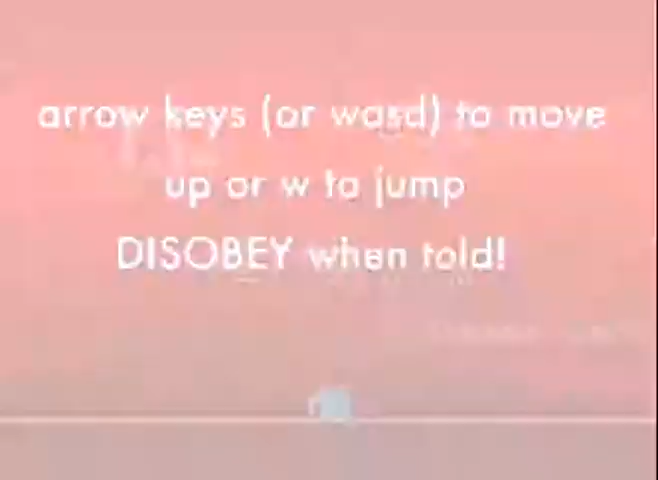 arrow keys (or wasd) to move
up or w to jump
DISOBEY when told!